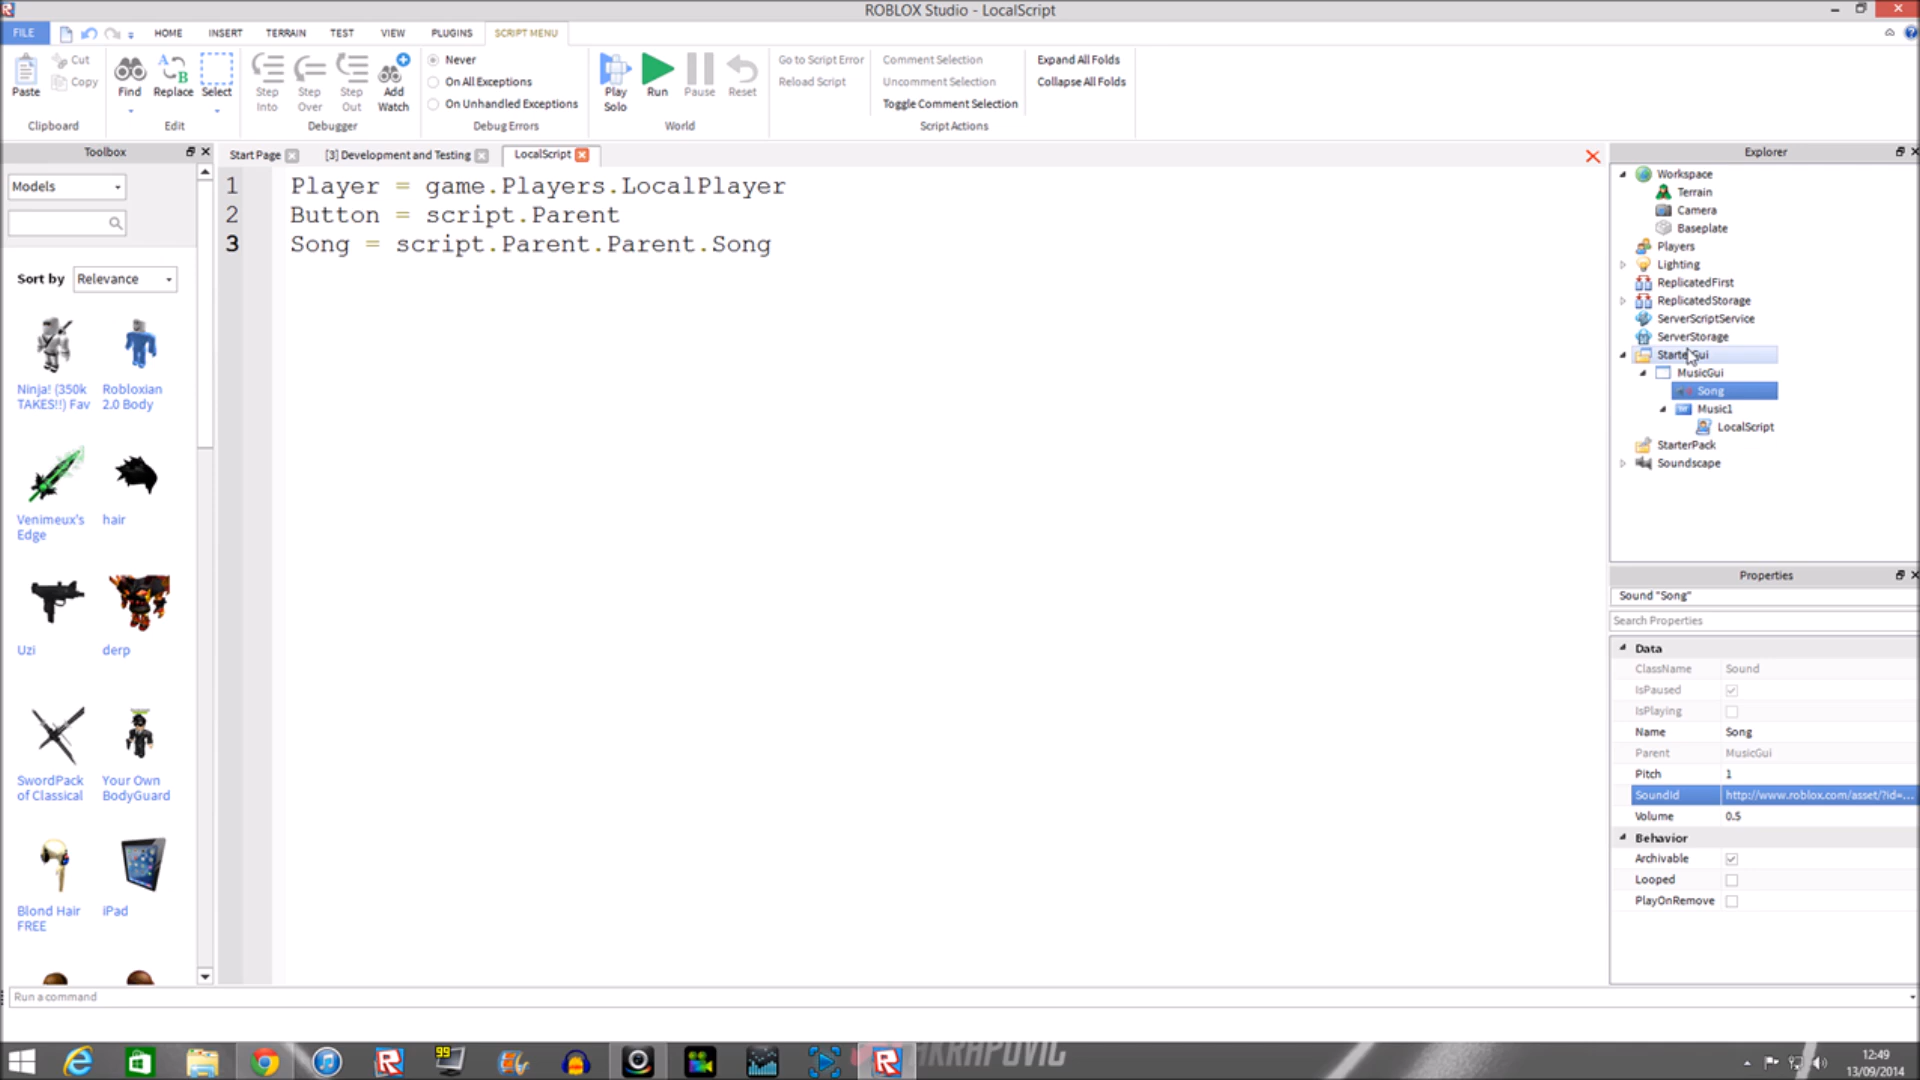 ROBLOX Studio - LocalScript
FILE HOME INSERT TERRAIN TEST VIEW PLUGINS SCRIPT MENU
Paste Cut Copy
Clipboard
Find Replace Select
Edit
Step Into Step Over Step Out Add Watch
Debugger
Never
On All Exceptions
On Unhandled Exceptions
Debug Errors
Play Solo Run Pause Reset
World
Go to Script Error
Reload Script
Comment Selection
Uncomment Selection
Toggle Comment Selection
Expand All Folds
Collapse All Folds
Script Actions
Toolbox
Models
Sort by Relevance
Ninja! (350k TAKES!!) Fav
Robloxian 2.0 Body
Venimeux's Edge
hair
Uzi
derp
SwordPack of Classical
Your Own BodyGuard
Blond Hair FREE
iPad
Start Page [3] Development and Testing LocalScript
1 Player = game.Players.LocalPlayer
2 Button = script.Parent
3 Song = script.Parent.Parent.Song
Explorer
Workspace
Terrain
Camera
Baseplate
Players
Lighting
ReplicatedFirst
ReplicatedStorage
ServerScriptService
ServerStorage
StarterGui
MusicGui
Song
Music1
LocalScript
StarterPack
Soundscape
Properties
Sound "Song"
Search Properties
Data
ClassName Sound
IsPaused
IsPlaying
Name Song
Parent MusicGui
Pitch 1
SoundId http://www.roblox.com/asset/?id=...
Volume 0.5
Behavior
Archivable
Looped
PlayOnRemove
Run a command
99
AKRAPOVIC
12:49
13/09/2014